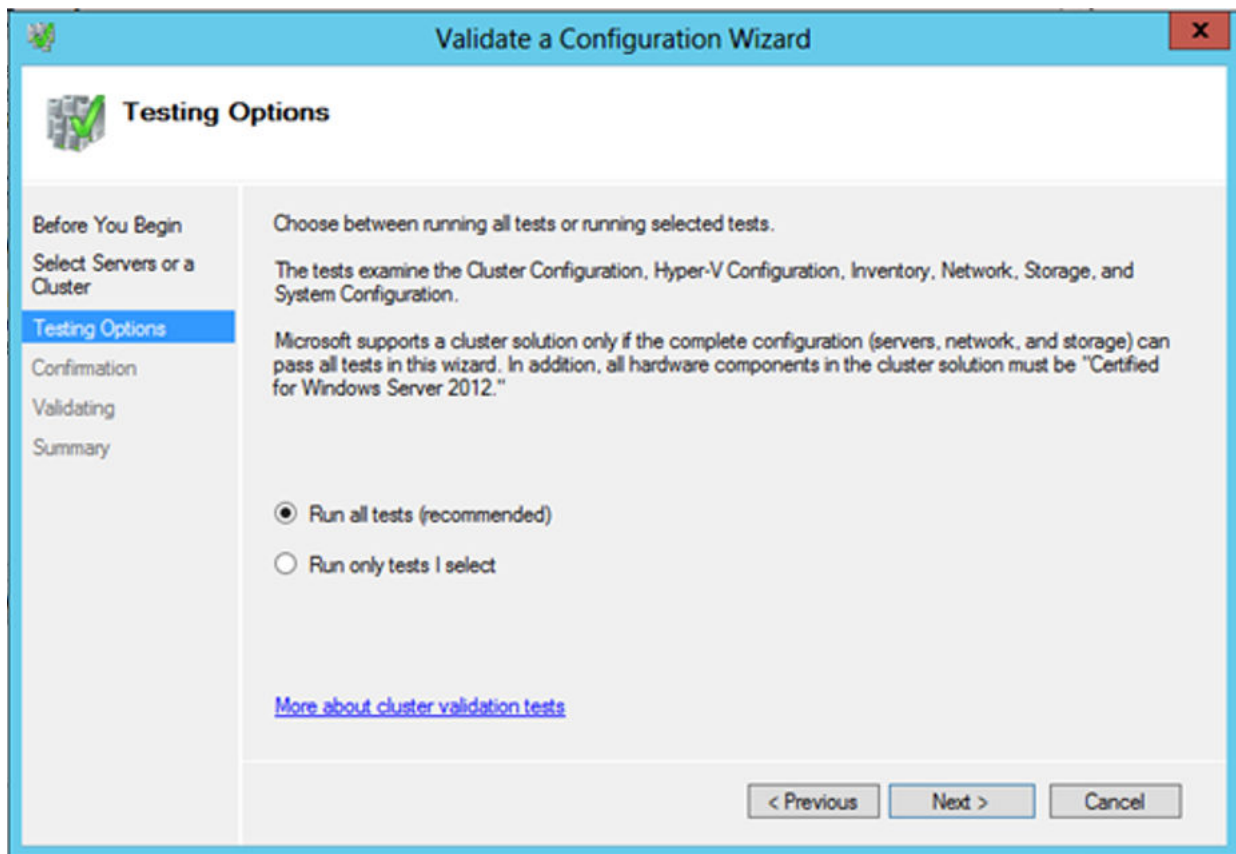 Validate a Configuration Wizard
x
Testing Options
Before You Begin
Select Servers or a
Cluster
Testing Options
Confirmation
Validating
Summary
Choose between running all tests or running selected tests.
The tests examine the Cluster Configuration, Hyper-V Configuration, Inventory, Network, Storage, and
System Configuration.
Microsoft supports a cluster solution only if the complete configuration (servers, network, and storage) can
pass all tests in this wizard. In addition, all hardware components in the cluster solution must be "Certified
for Windows Server 2012."
Run all tests (recommended)
Run only tests I select
More about cluster validation tests
< Previous
Next >
Cancel